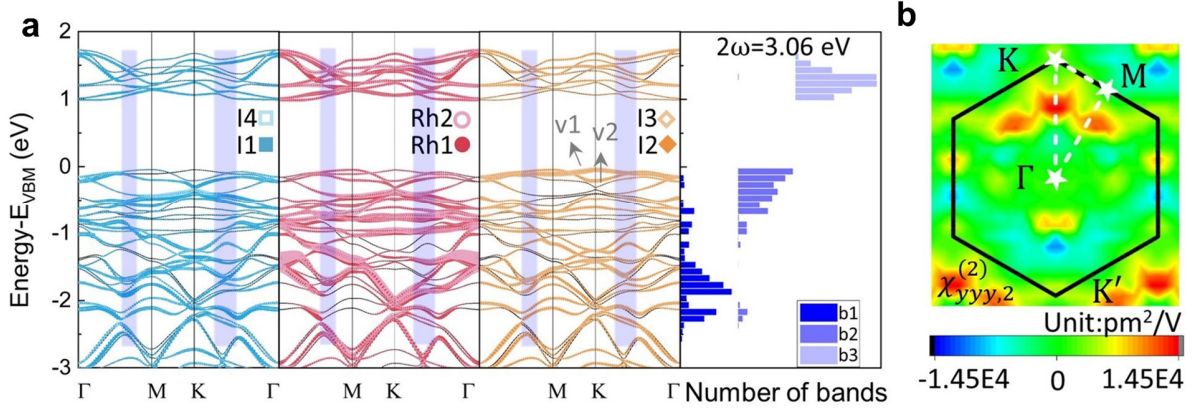 a
Energy-E_VBM (eV)
2
1
0
-1
-2
-3
I4
I1
Rh2
Rh1
I3
I2
v1
v2
2ω=3.06 eV
b1
b2
b3
Γ M K Γ M K Γ M K Γ
Number of bands
b
K
M
Γ
K′
χ^(2)_yyy,2
Unit:pm²/V
-1.45E4 0 1.45E4